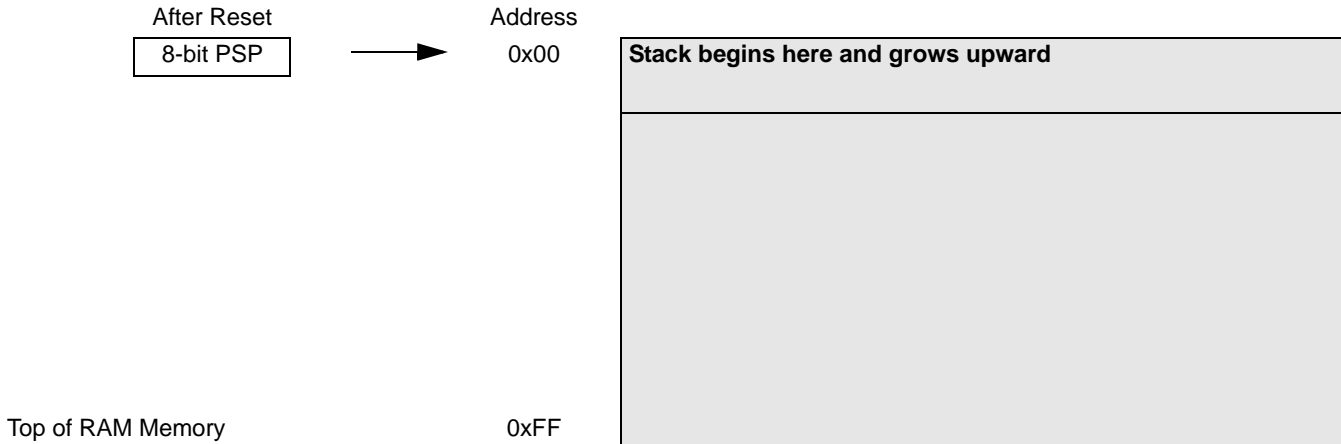 After Reset Address
8-bit PSP 0x00 Stack begins here and grows upward
Top of RAM Memory 0xFF